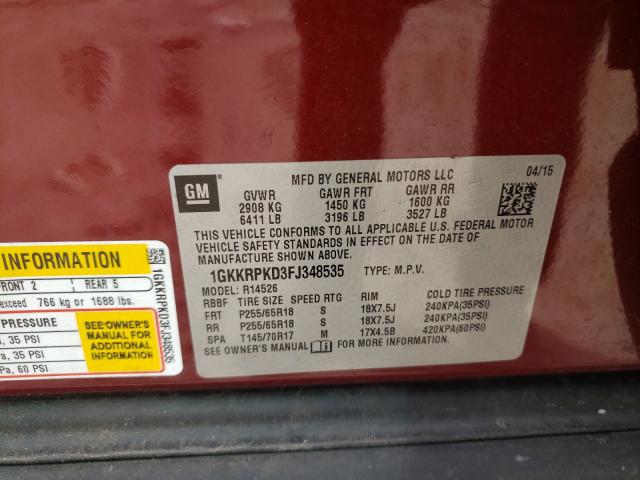 GM
MFD BY GENERAL MOTORS LLC 04/15
GVWR GAWR FRT GAWR RR
2908 KG 1450 KG 1600 KG
6411 LB 3196 LB 3527 LB
THIS VEHICLE CONFORMS TO ALL APPLICABLE U.S. FEDERAL MOTOR
VEHICLE SAFETY STANDARDS IN EFFECT ON THE DATE OF
MANUFACTURE SHOWN ABOVE.
1GKKRPKD3FJ348535 TYPE: M.P.V.
MODEL: R14526
RBBF TIRE SIZE SPEED RTG RIM COLD TIRE PRESSURE
FRT P255/65R18 S 18X7.5J 240KPA(35PSI)
RR P255/65R18 S 18X7.5J 240KPA(35PSI)
SPA T145/70R17 M 17X4.5B 420KPA(60PSI)
SEE OWNER'S MANUAL i FOR MORE INFORMATION.
INFORMATION
FRONT 2 REAR 5
exceed 766 kg or 1688 lbs.
PRESSURE
a, 35 PSI
Pa, 35 PSI
Pa, 60 PSI
SEE OWNER'S
MANUAL FOR
ADDITIONAL
INFORMATION
1GKKRPKD3FJ348535